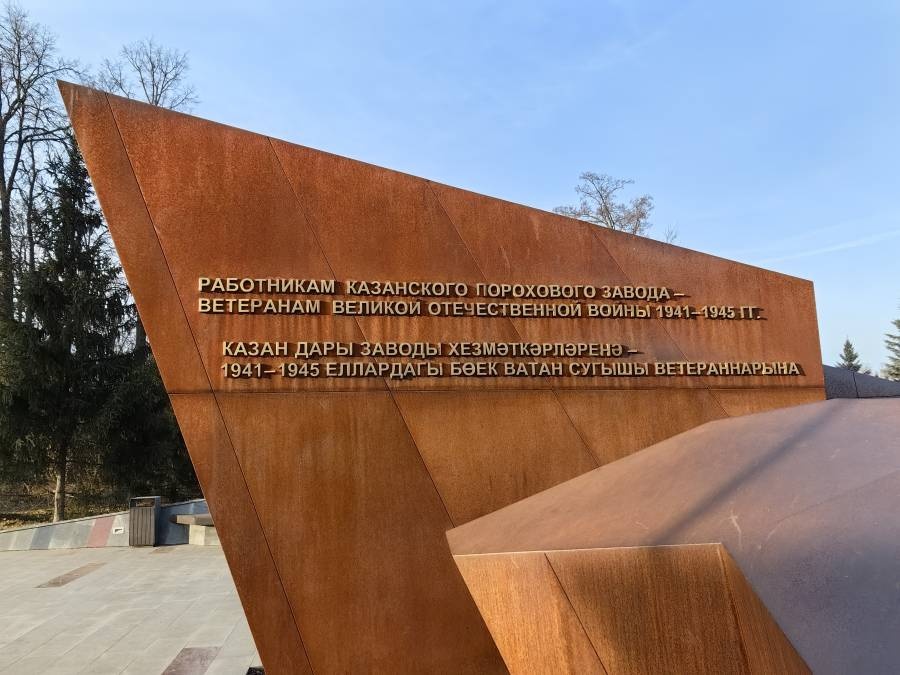 РАБОТНИКАМ КАЗАНСКОГО ПОРОХОВОГО ЗАВОДА –
ВЕТЕРАНАМ ВЕЛИКОЙ ОТЕЧЕСТВЕННОЙ ВОЙНЫ 1941–1945 ГГ.
КАЗАН ДАРЫ ЗАВОДЫ ХЕЗМӘТКӘРЛӘРЕНӘ –
1941–1945 ЕЛЛАРДАГЫ БӨЕК ВАТАН СУГЫШЫ ВЕТЕРАННАРЫНА